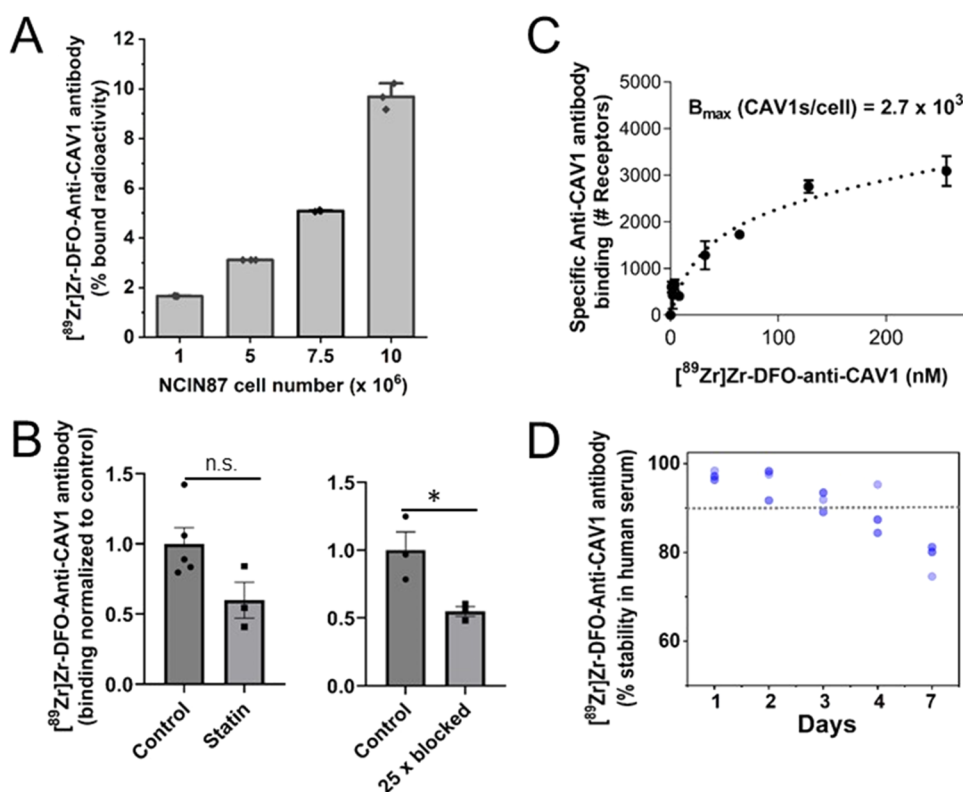 A
[⁸⁹Zr]Zr-DFO-Anti-CAV1 antibody
(% bound radioactivity)
12
10
8
6
4
2
0
1 5 7.5 10
NCIN87 cell number (x 10⁶)
C
Specific Anti-CAV1 antibody
binding (# Receptors)
5000
4000
3000
2000
1000
0
Bmax (CAV1s/cell) = 2.7 x 10³
0 100 200
[⁸⁹Zr]Zr-DFO-anti-CAV1 (nM)
B
[⁸⁹Zr]Zr-DFO-Anti-CAV1 antibody
(binding normalized to control)
1.5
1.0
0.5
0.0
n.s.
Control
Statin
1.5
1.0
0.5
0.0
*
Control
25 x blocked
D
[⁸⁹Zr]Zr-DFO-Anti-CAV1 antibody
(% stability in human serum)
100
80
60
1 2 3 4 7
Days